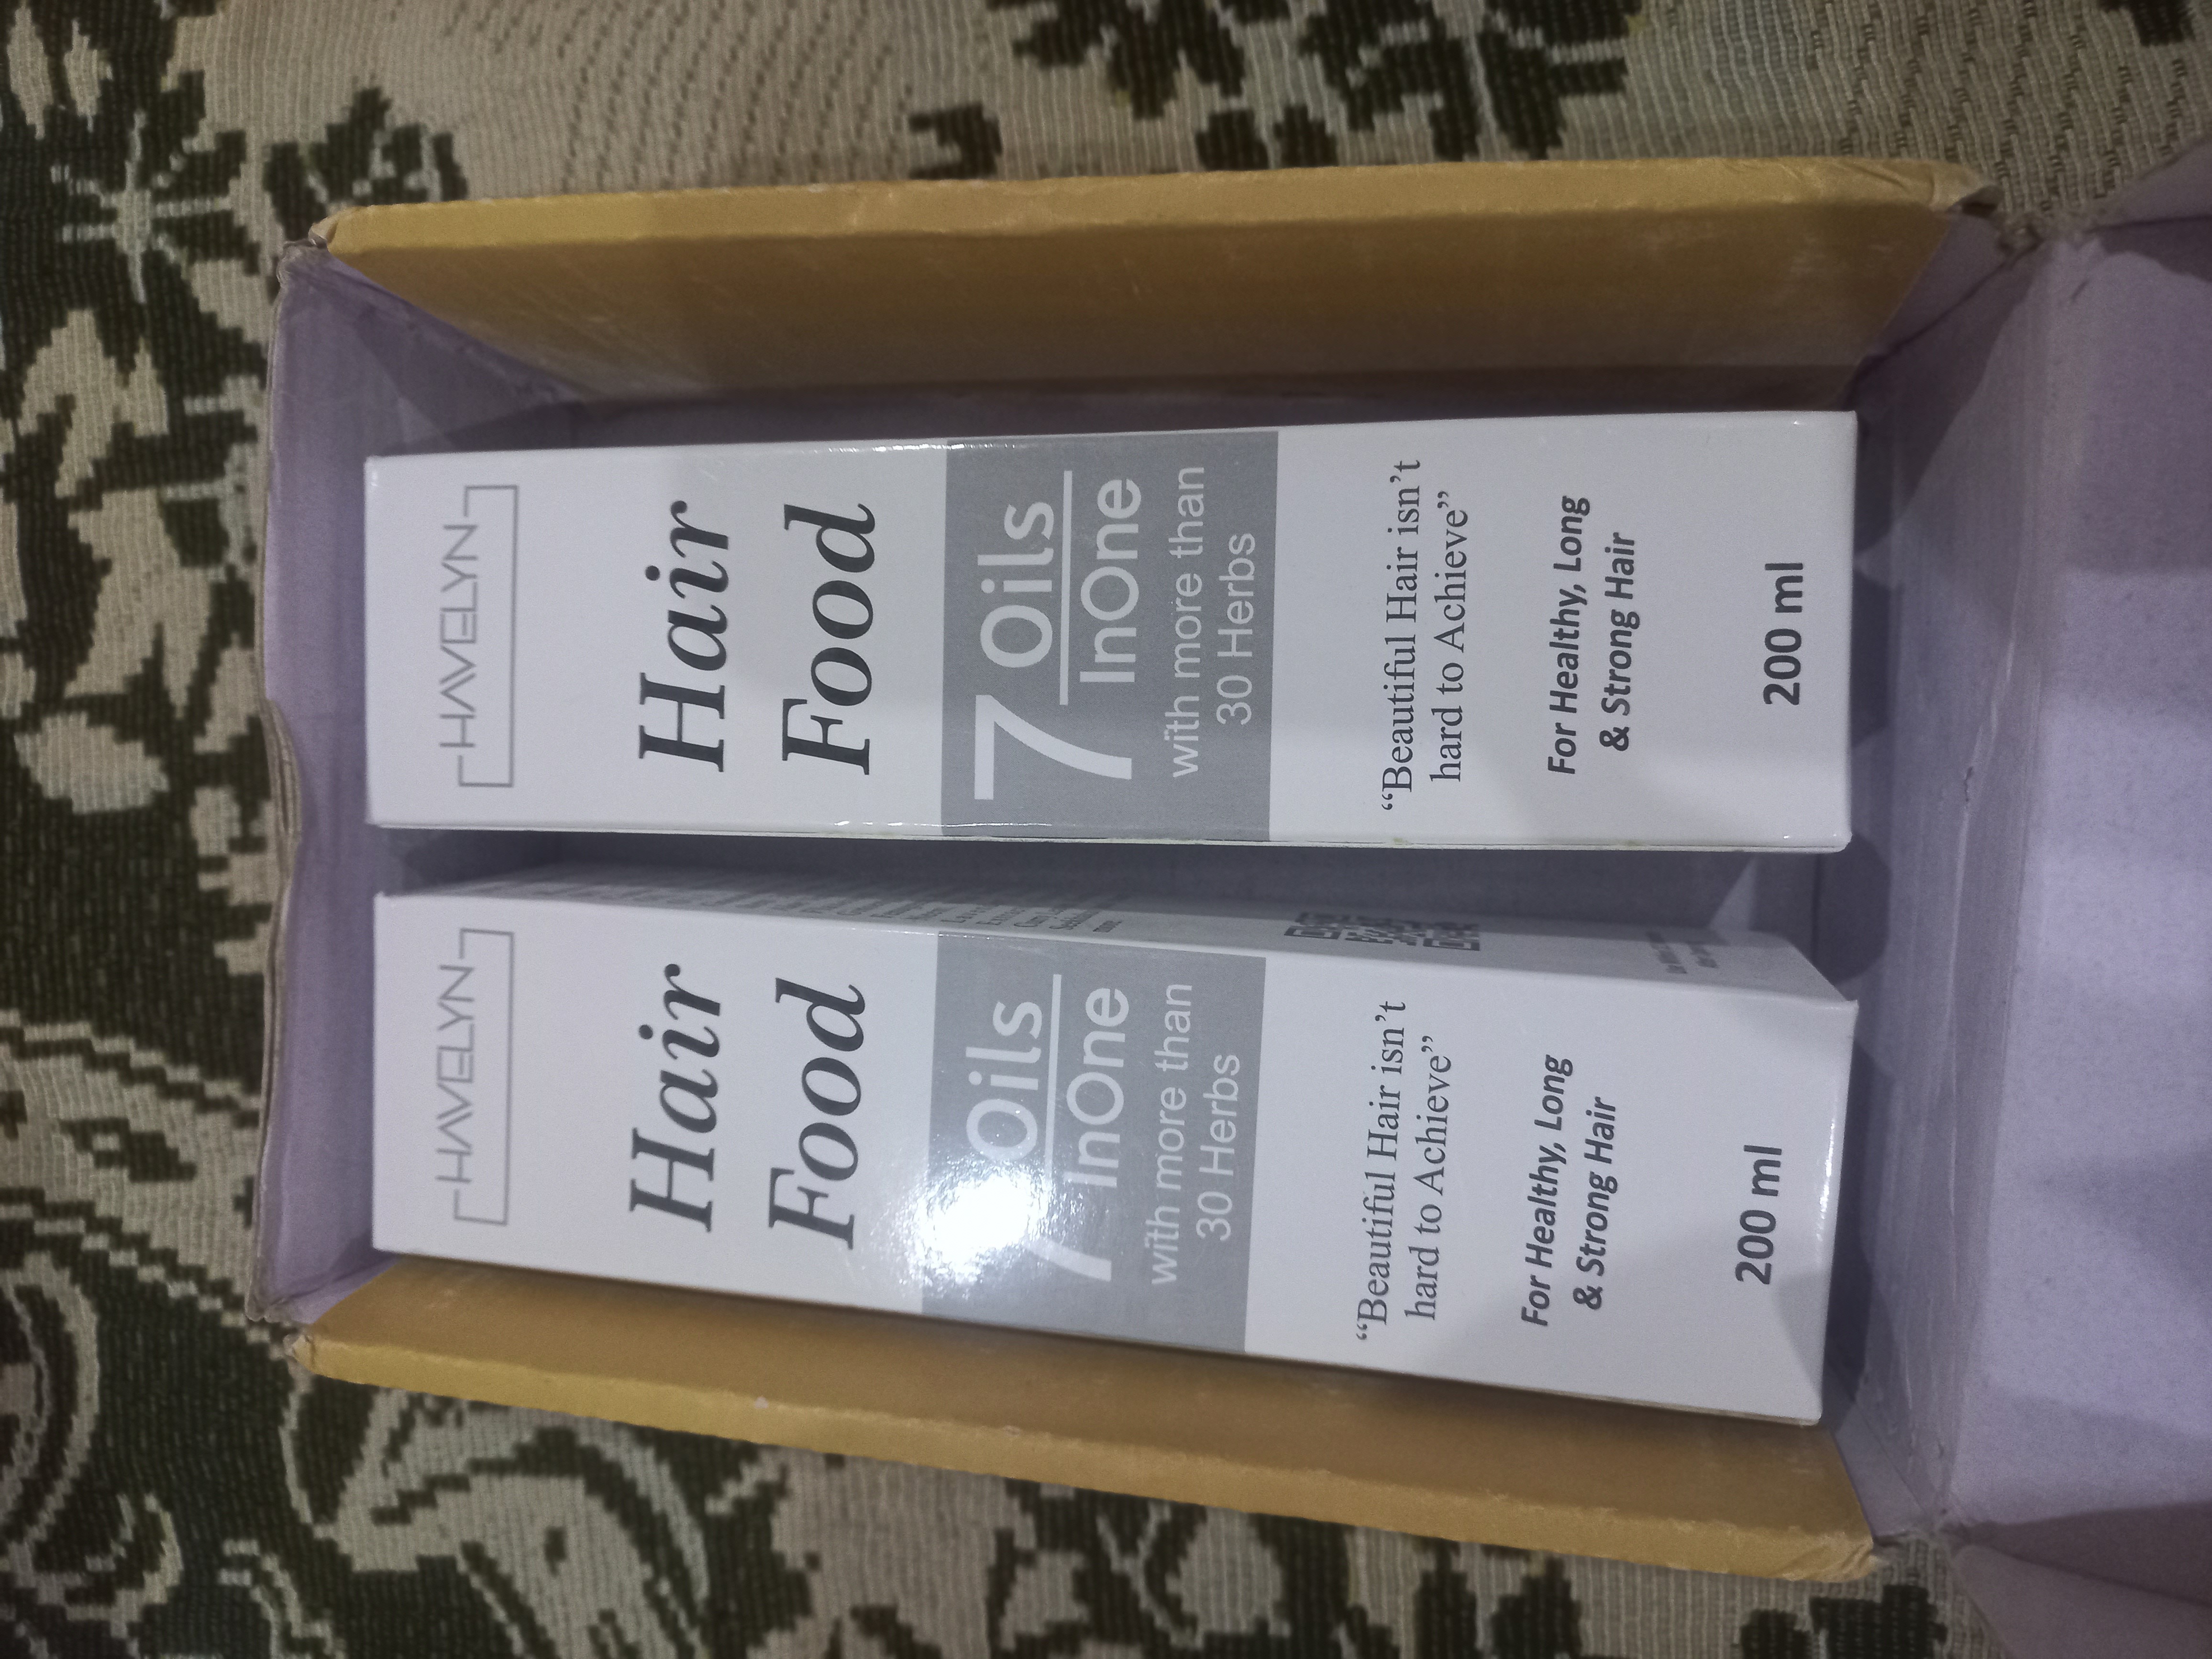 HAVELYN
Hair
Food
7 Oils
InOne
with more than
30 Herbs
“Beautiful Hair isn’t
hard to Achieve”
For Healthy, Long
& Strong Hair
200 ml
HAVELYN
Hair
Food
7 Oils
InOne
with more than
30 Herbs
“Beautiful Hair isn’t
hard to Achieve”
For Healthy, Long
& Strong Hair
200 ml